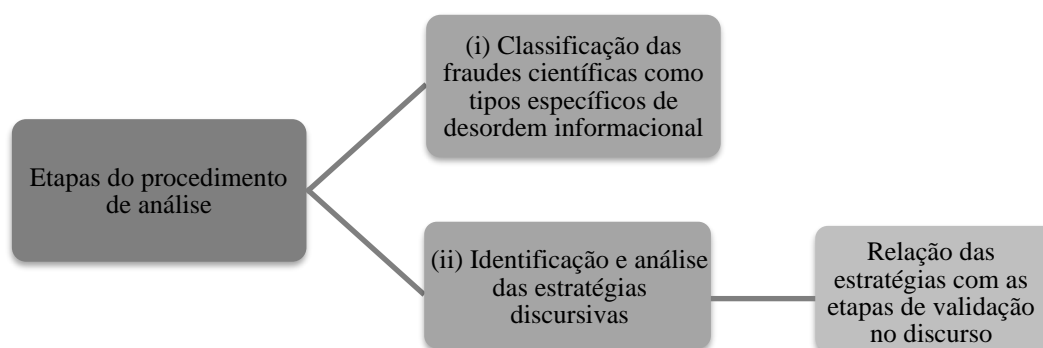 Etapas do procedimento
de análise
(i) Classificação das
fraudes científicas como
tipos específicos de
desordem informacional
(ii) Identificação e análise
das estratégias
discursivas
Relação das
estratégias com as
etapas de validação
no discurso